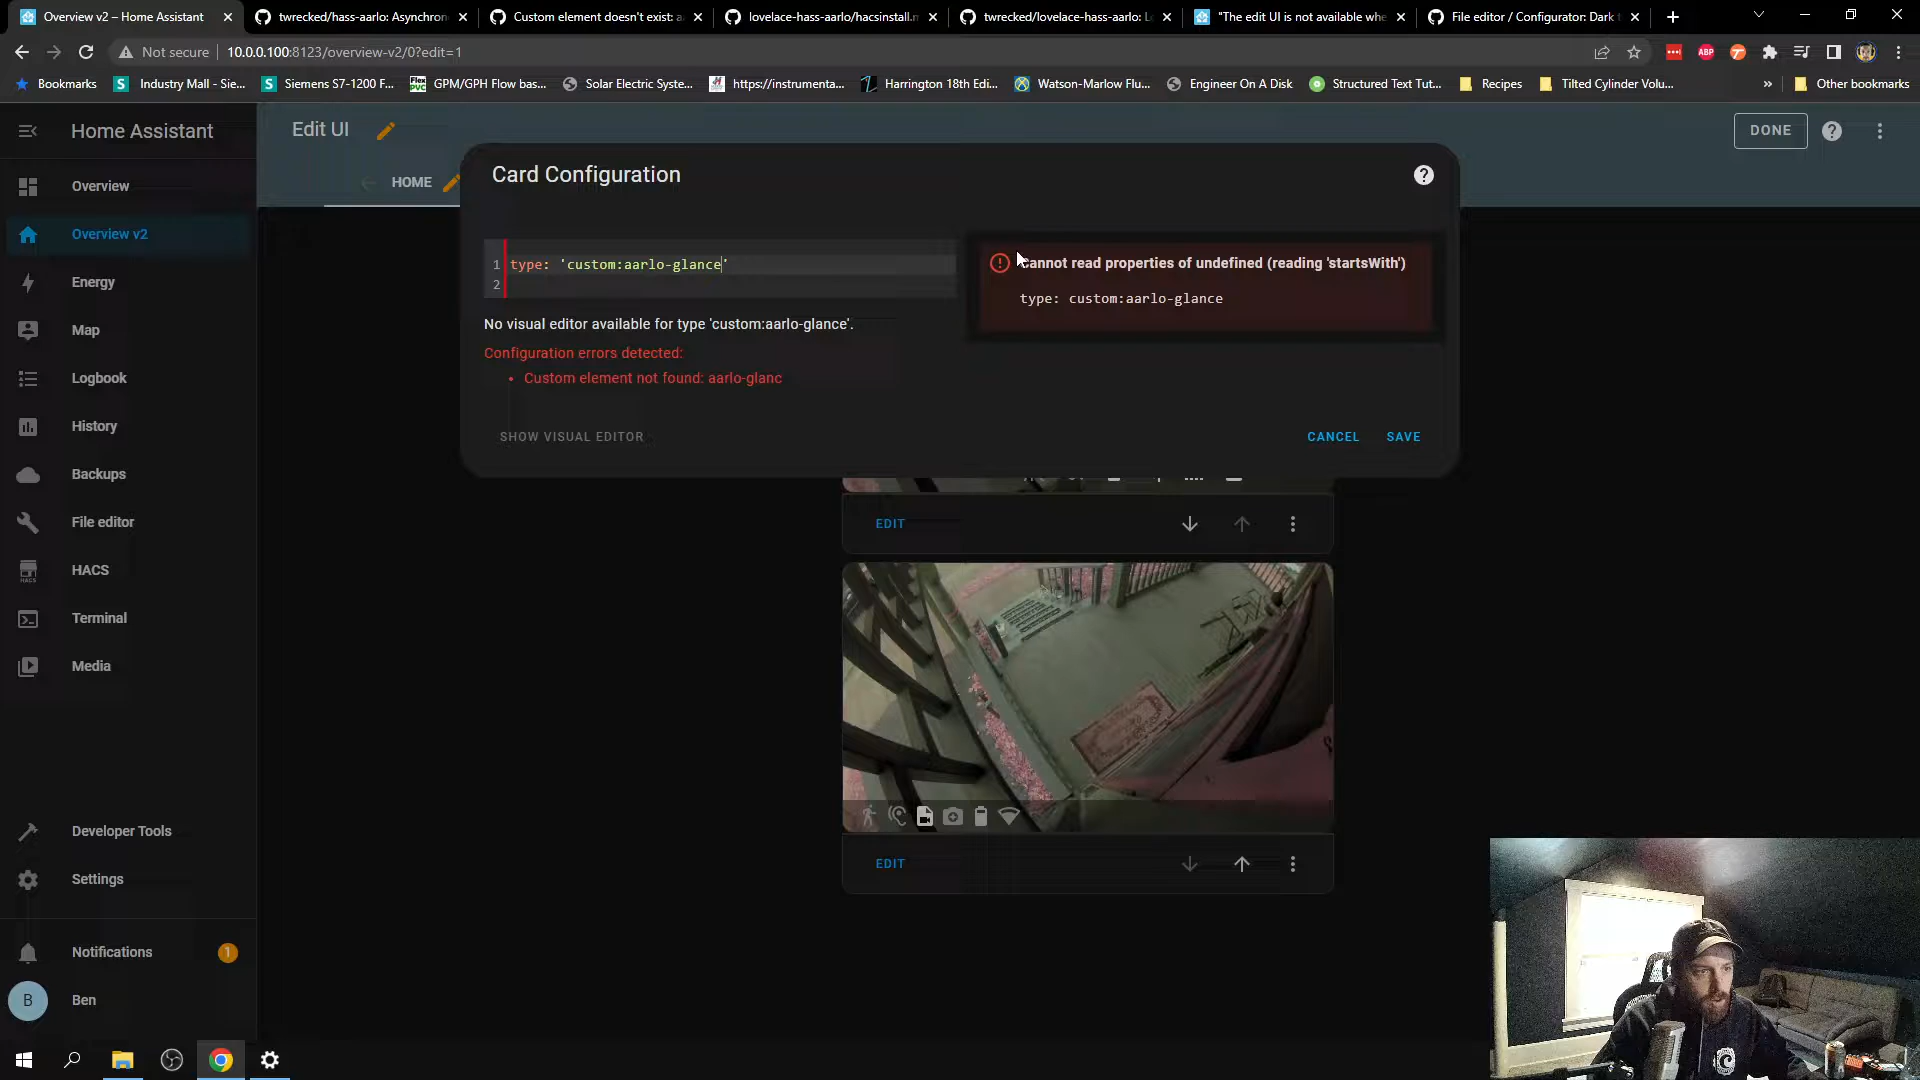 Overview v2 – Home Assistant
twrecked/hass-aarlo: Asynchron
Custom element doesn't exist: a
lovelace-hass-aarlo/hacsinstall.m
twrecked/lovelace-hass-aarlo: L
"The edit UI is not available whe
File editor / Configurator: Dark
Not secure
10.0.0.100:8123/overview-v2/0?edit=1
ABP
Bookmarks
Industry Mall - Sie...
Siemens S7-1200 F...
GPM/GPH Flow bas...
Solar Electric Syste...
https://instrumenta...
Harrington 18th Edi...
Watson-Marlow Flu...
Engineer On A Disk
Structured Text Tut...
Recipes
Tilted Cylinder Volu...
»
Other bookmarks
Home Assistant
Edit UI
DONE
HOME
Card Configuration
Overview
Overview v2
Energy
Map
Logbook
History
Backups
File editor
HACS
Terminal
Media
Developer Tools
Settings
Notifications
1
B
Ben
1 type: 'custom:aarlo-glance'
2
No visual editor available for type 'custom:aarlo-glance'.
Configuration errors detected:
• Custom element not found: aarlo-glanc
Cannot read properties of undefined (reading 'startsWith')
type: custom:aarlo-glance
SHOW VISUAL EDITOR
CANCEL
SAVE
EDIT
EDIT